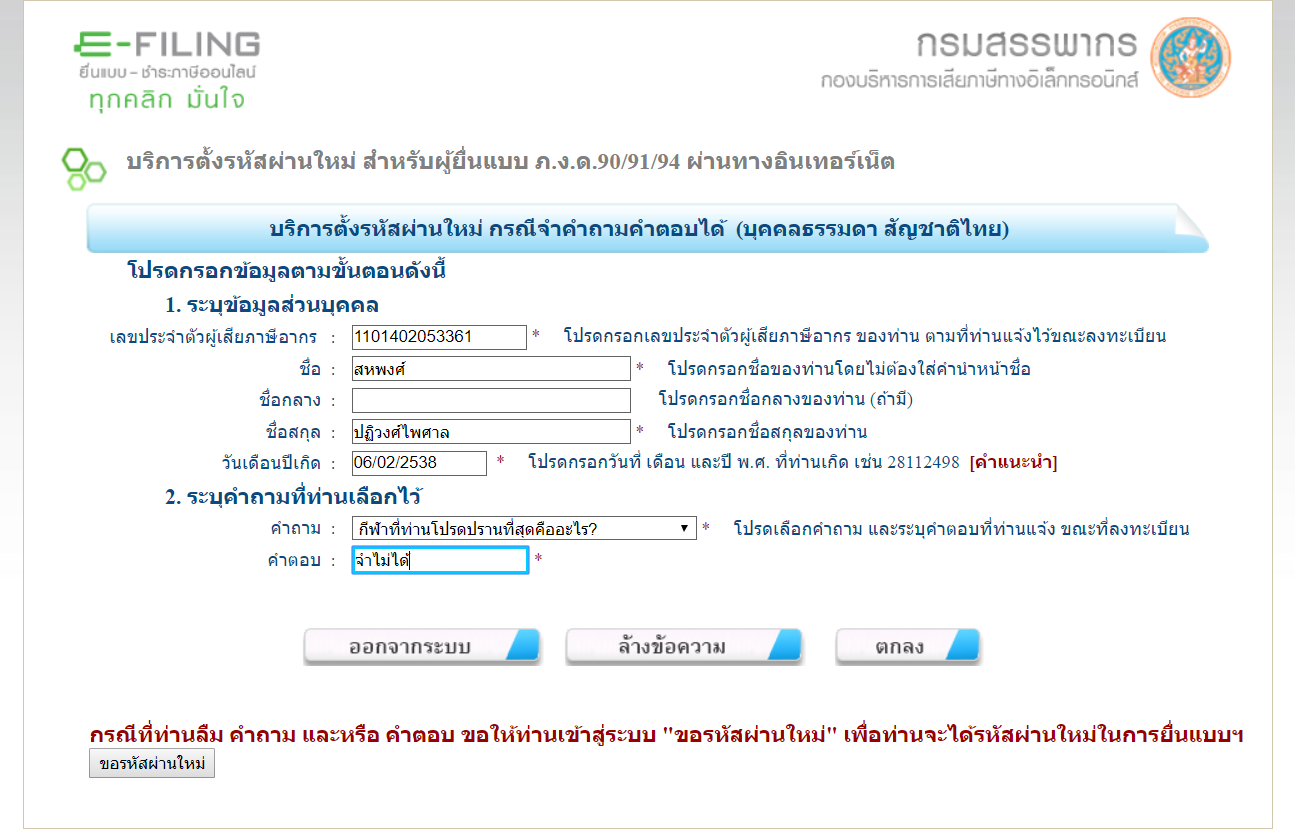 E-FILING
ยื่นแบบ - ชำระภาษีออนไลน์
ทุกคลิก มั่นใจ
กรมสรรพากร
กองบริหารการเสียภาษีทางอิเล็กทรอนิกส์
บริการตั้งรหัสผ่านใหม่ สำหรับผู้ยื่นแบบ ภ.ง.ด.90/91/94 ผ่านทางอินเทอร์เน็ต
บริการตั้งรหัสผ่านใหม่ กรณีจำคำถามคำตอบได้ (บุคคลธรรมดา สัญชาติไทย)
โปรดกรอกข้อมูลตามขั้นตอนดังนี้
1. ระบุข้อมูลส่วนบุคคล
เลขประจำตัวผู้เสียภาษีอากร : 1101402053361 * โปรดกรอกเลขประจำตัวผู้เสียภาษีอากร ของท่าน ตามที่ท่านแจ้งไว้ขณะลงทะเบียน
ชื่อ : สหพงศ์ * โปรดกรอกชื่อของท่านโดยไม่ต้องใส่คำนำหน้าชื่อ
ชื่อกลาง : โปรดกรอกชื่อกลางของท่าน (ถ้ามี)
ชื่อสกุล : ปฏิวงศ์ไพศาล * โปรดกรอกชื่อสกุลของท่าน
วันเดือนปีเกิด : 06/02/2538 * โปรดกรอกวันที่ เดือน และปี พ.ศ. ที่ท่านเกิด เช่น 28112498 [คำแนะนำ]
2. ระบุคำถามที่ท่านเลือกไว้
คำถาม : กีฬาที่ท่านโปรดปรานที่สุดคืออะไร? * โปรดเลือกคำถาม และระบุคำตอบที่ท่านแจ้ง ขณะที่ลงทะเบียน
คำตอบ : จำไม่ได้ *
ออกจากระบบ ล้างข้อความ ตกลง
กรณีที่ท่านลืม คำถาม และหรือ คำตอบ ขอให้ท่านเข้าสู่ระบบ "ขอรหัสผ่านใหม่" เพื่อท่านจะได้รหัสผ่านใหม่ในการยื่นแบบฯ
ขอรหัสผ่านใหม่